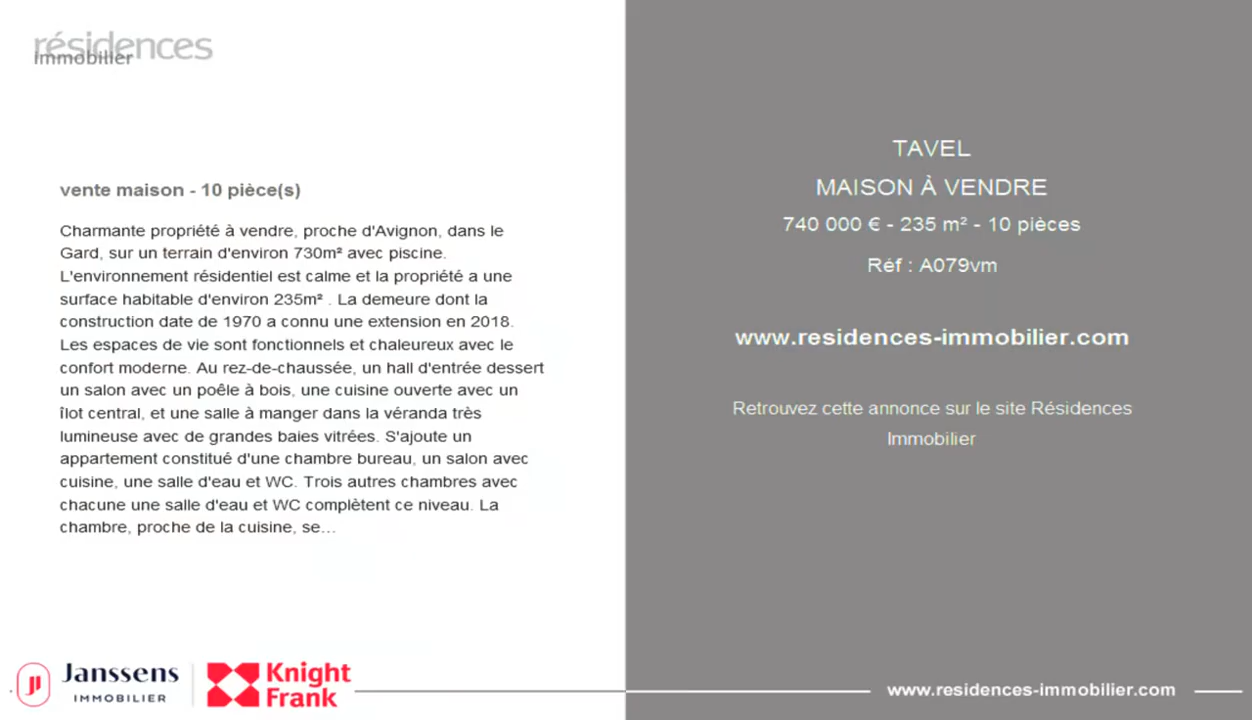 résidences
immobilier
vente maison - 10 pièce(s)
Charmante propriété à vendre, proche d'Avignon, dans le
Gard, sur un terrain d'environ 730m² avec piscine.
L'environnement résidentiel est calme et la propriété a une
surface habitable d'environ 235m² . La demeure dont la
construction date de 1970 a connu une extension en 2018.
Les espaces de vie sont fonctionnels et chaleureux avec le
confort moderne. Au rez-de-chaussée, un hall d'entrée dessert
un salon avec un poêle à bois, une cuisine ouverte avec un
îlot central, et une salle à manger dans la véranda très
lumineuse avec de grandes baies vitrées. S'ajoute un
appartement constitué d'une chambre bureau, un salon avec
cuisine, une salle d'eau et WC. Trois autres chambres avec
chacune une salle d'eau et WC complètent ce niveau. La
chambre, proche de la cuisine, se...
TAVEL
MAISON À VENDRE
740 000 € - 235 m² - 10 pièces
Réf : A079vm
www.residences-immobilier.com
Retrouvez cette annonce sur le site Résidences
Immobilier
Janssens
IMMOBILIER
Knight
Frank
www.residences-immobilier.com